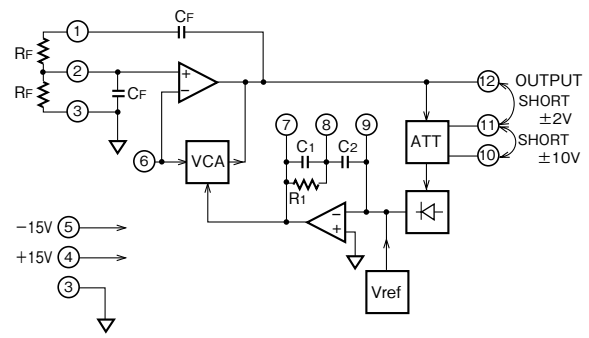 CF
1
RF
2
+
−
12
OUTPUT
RF
CF
SHORT
±2V
3
7
8
9
11
ATT
SHORT
±10V
6
VCA
C1
C2
10
R1
−
+
−15V 5
+15V 4
3
Vref